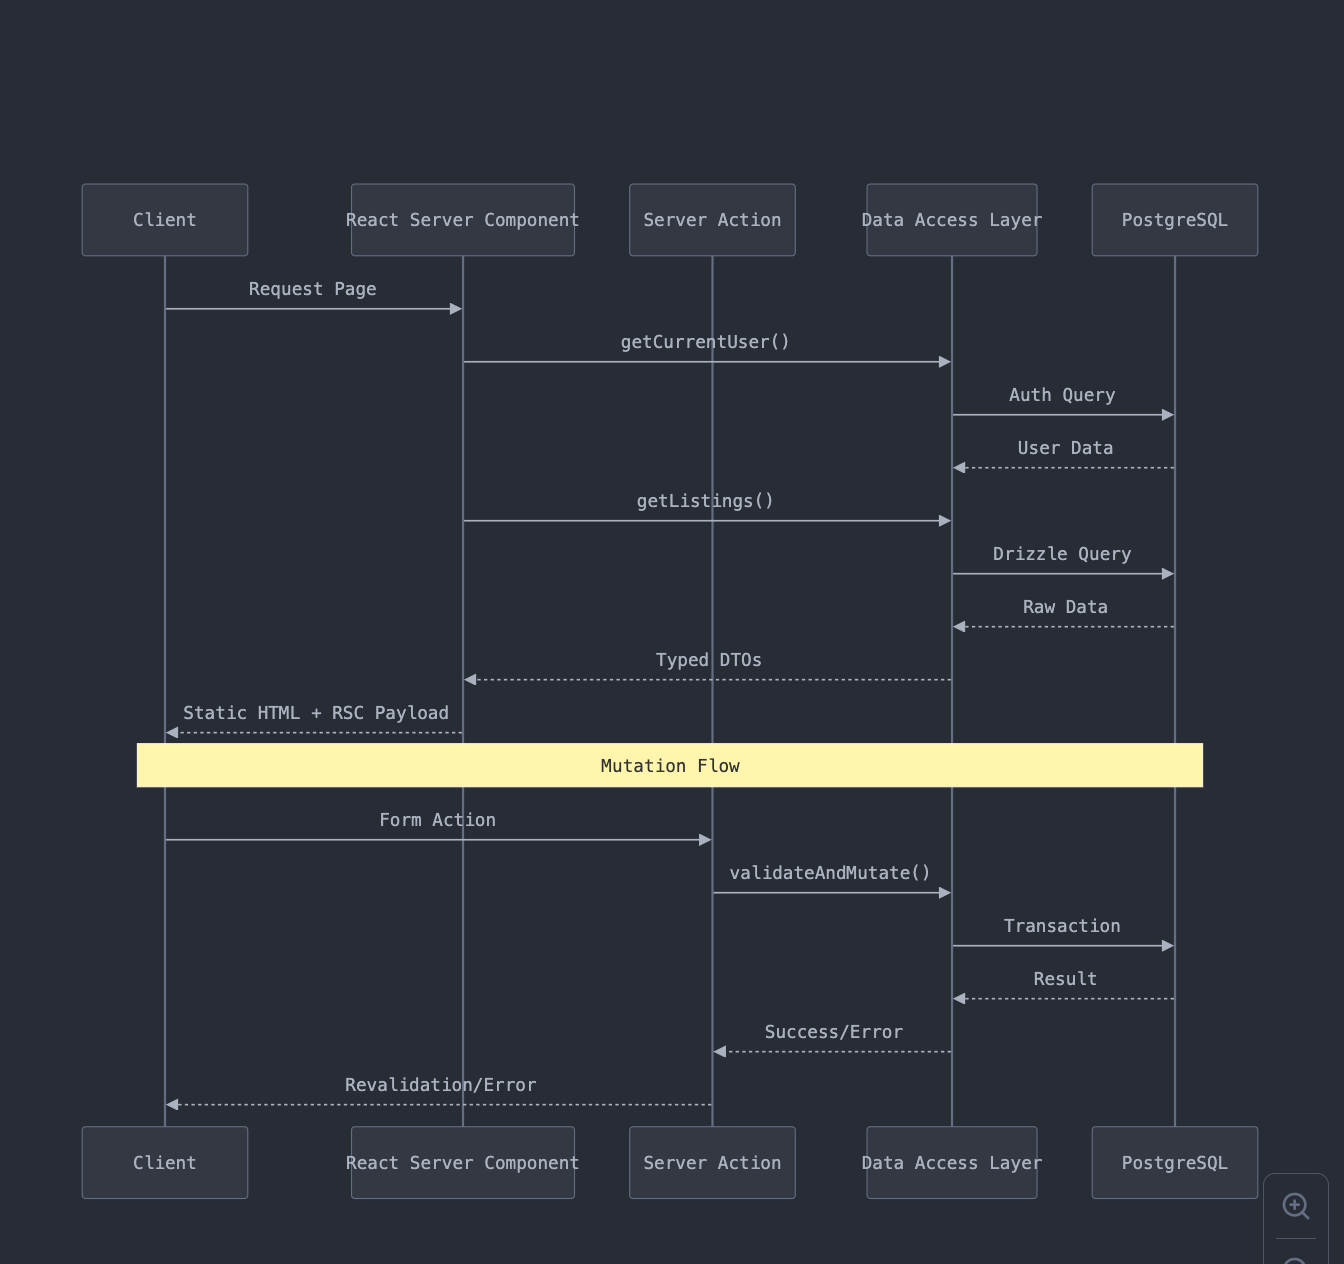 Client
React Server Component
Server Action
Data Access Layer
PostgreSQL
Request Page
getCurrentUser()
Auth Query
User Data
getListings()
Drizzle Query
Raw Data
Typed DTOs
Static HTML + RSC Payload
Mutation Flow
Form Action
validateAndMutate()
Transaction
Result
Success/Error
Revalidation/Error
Client
React Server Component
Server Action
Data Access Layer
PostgreSQL